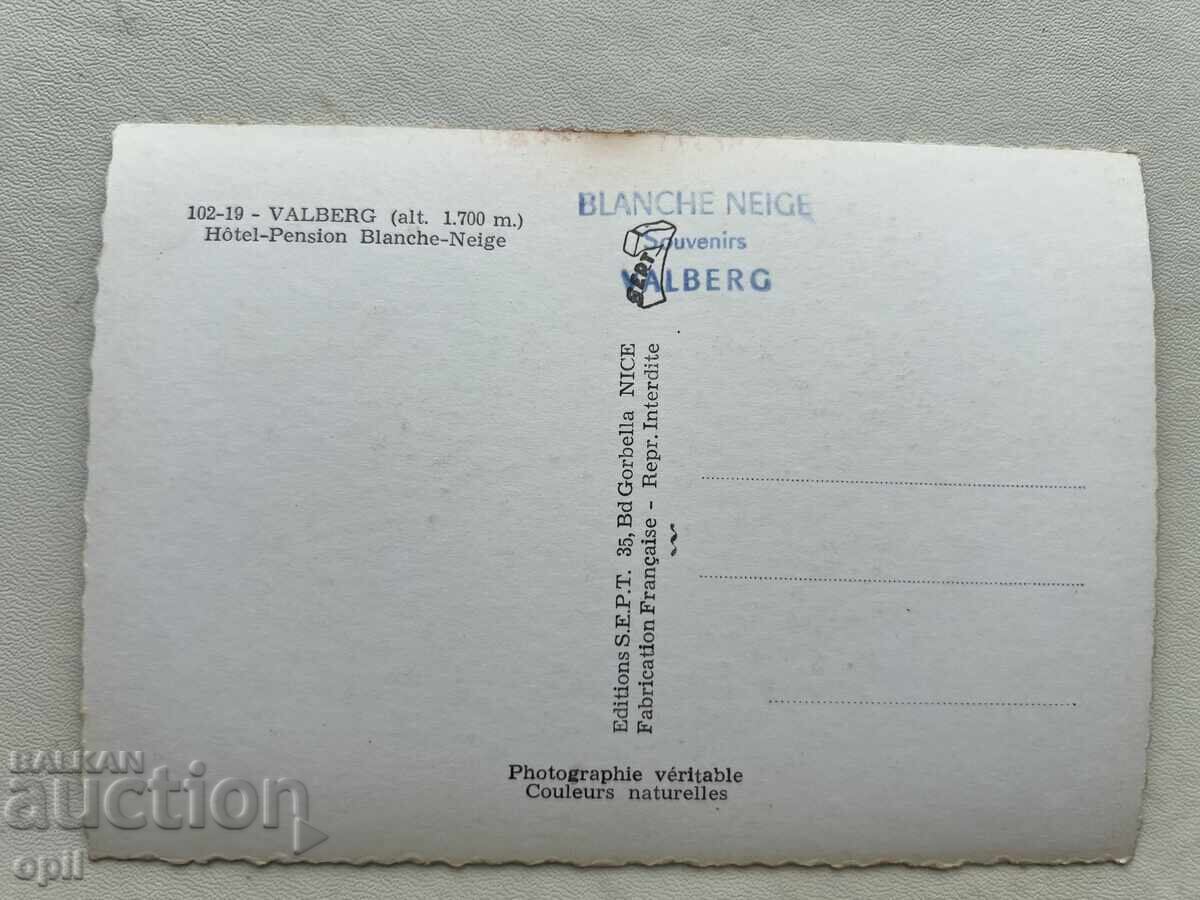 102-19 - VALBERG (alt. 1.700 m.)
Hôtel-Pension Blanche-Neige
BLANCHE NEIGE
Souvenirs
VALBERG
Sept
Editions S.E.P.T. 35, Bd Gorbella NICE
Fabrication Française - Repr. Interdite
Photographie véritable
Couleurs naturelles
BALKAN
auction
opil